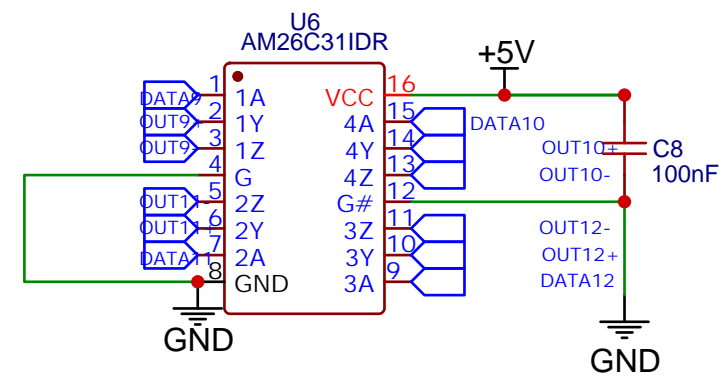 U6
AM26C31IDR
+5V
1 DATA9 1A VCC 16
2 OUT9+ 1Y 4A 15 DATA10
3 OUT9- 1Z 4Y 14 OUT10+
4 G 4Z 13 OUT10-
5 OUT11- 2Z G# 12
6 OUT11+ 2Y 3Z 11 OUT12-
7 DATA11 2A 3Y 10 OUT12+
8 GND 3A 9 DATA12
C8
100nF
GND
GND